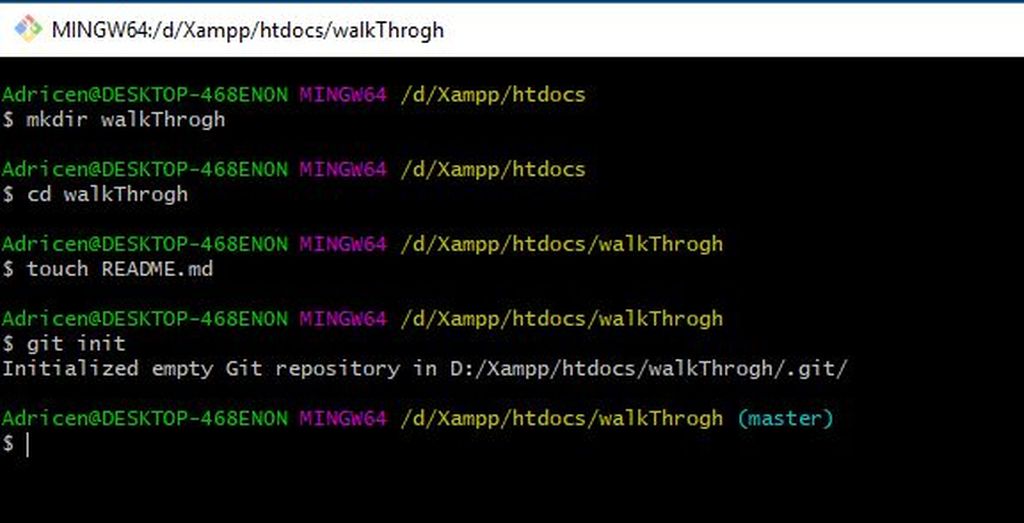 MINGW64:/d/Xampp/htdocs/walkThrogh
Adricen@DESKTOP-468ENON MINGW64 /d/Xampp/htdocs
$ mkdir walkThrogh
Adricen@DESKTOP-468ENON MINGW64 /d/Xampp/htdocs
$ cd walkThrogh
Adricen@DESKTOP-468ENON MINGW64 /d/Xampp/htdocs/walkThrogh
$ touch README.md
Adricen@DESKTOP-468ENON MINGW64 /d/Xampp/htdocs/walkThrogh
$ git init
Initialized empty Git repository in D:/Xampp/htdocs/walkThrogh/.git/
Adricen@DESKTOP-468ENON MINGW64 /d/Xampp/htdocs/walkThrogh (master)
$